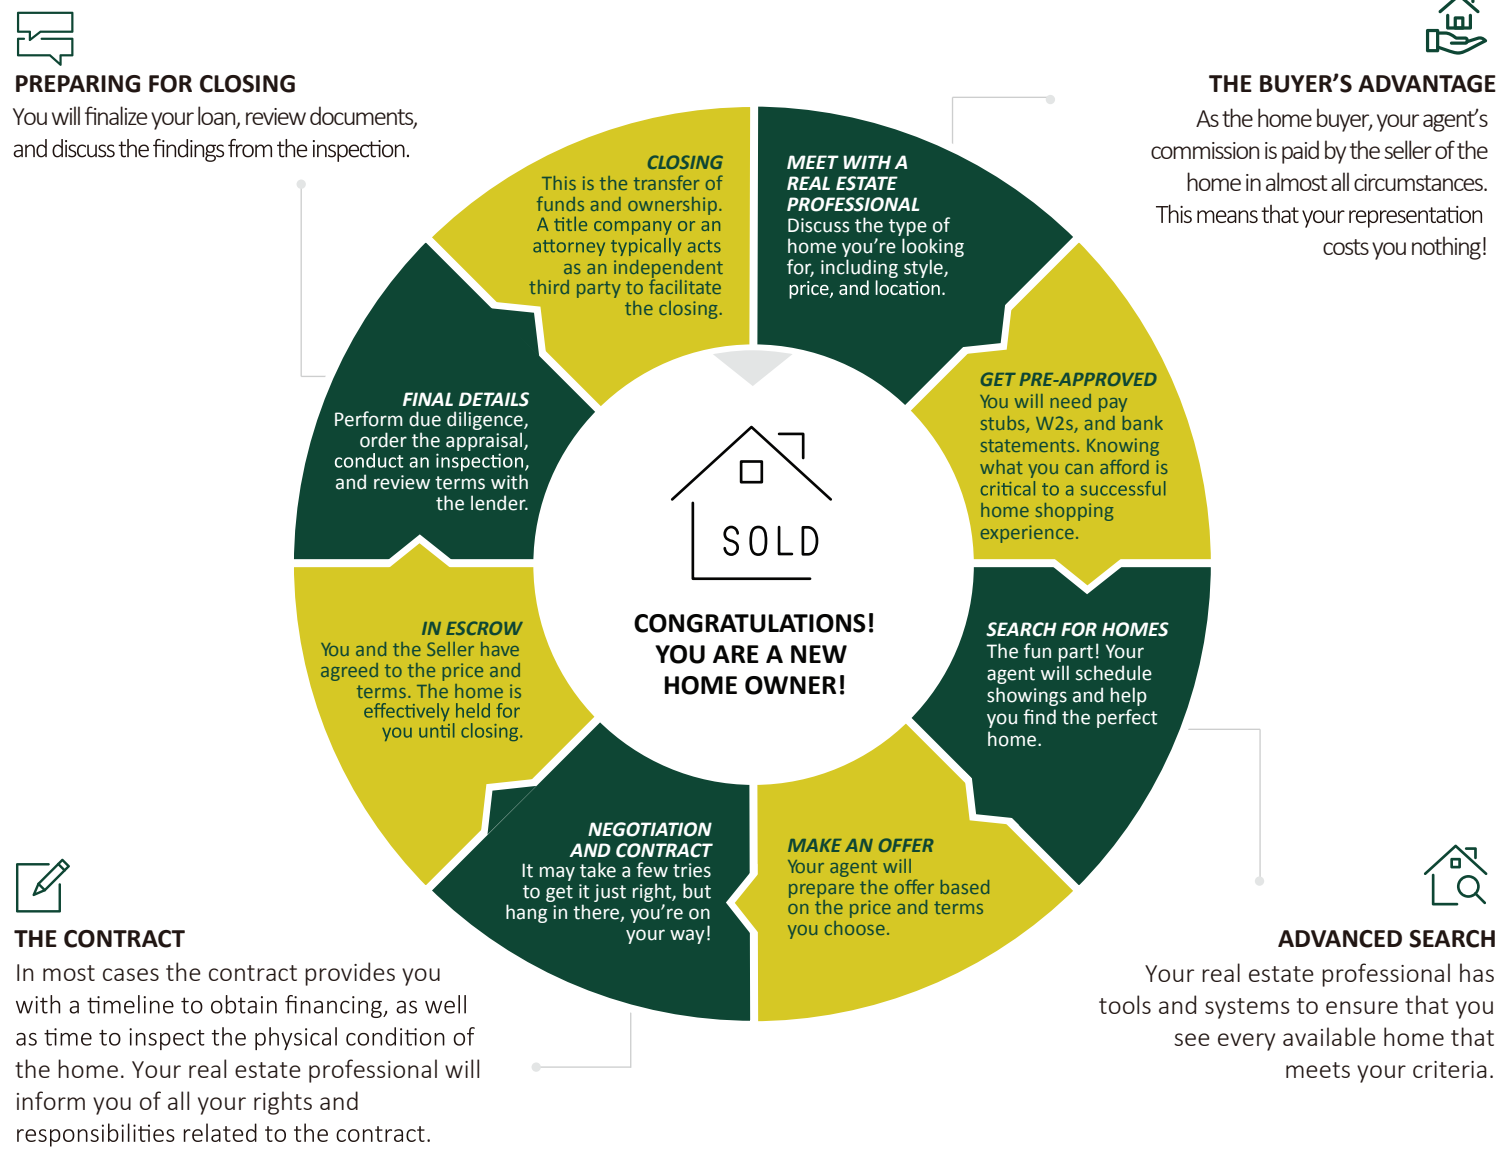 PREPARING FOR CLOSING
You will finalize your loan, review documents,
and discuss the findings from the inspection.
THE BUYER’S ADVANTAGE
As the home buyer, your agent’s
commission is paid by the seller of the
home in almost all circumstances.
This means that your representation
costs you nothing!
MEET WITH A
REAL ESTATE
PROFESSIONAL
Discuss the type of
home you’re looking
for, including style,
price, and location.
GET PRE-APPROVED
You will need pay
stubs, W2s, and bank
statements. Knowing
what you can afford is
critical to a successful
home shopping
experience.
SEARCH FOR HOMES
The fun part! Your
agent will schedule
showings and help
you find the perfect
home.
MAKE AN OFFER
Your agent will
prepare the offer based
on the price and terms
you choose.
NEGOTIATION
AND CONTRACT
It may take a few tries
to get it just right, but
hang in there, you’re on
your way!
IN ESCROW
You and the Seller have
agreed to the price and
terms. The home is
effectively held for
you until closing.
FINAL DETAILS
Perform due diligence,
order the appraisal,
conduct an inspection,
and review terms with
the lender.
CLOSING
This is the transfer of
funds and ownership.
A title company or an
attorney typically acts
as an independent
third party to facilitate
the closing.
SOLD
CONGRATULATIONS!
YOU ARE A NEW
HOME OWNER!
THE CONTRACT
In most cases the contract provides you
with a timeline to obtain financing, as well
as time to inspect the physical condition of
the home. Your real estate professional will
inform you of all your rights and
responsibilities related to the contract.
ADVANCED SEARCH
Your real estate professional has
tools and systems to ensure that you
see every available home that
meets your criteria.